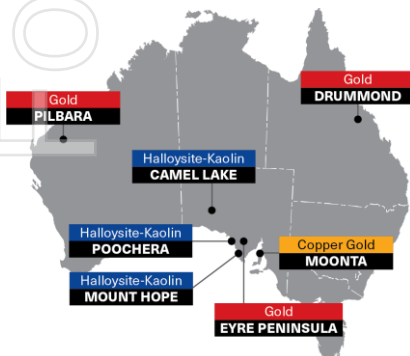 Gold
DRUMMOND
Gold
PILBARA
Halloysite-Kaolin
CAMEL LAKE
Halloysite-Kaolin
POOCHERA
Copper Gold
MOONTA
Halloysite-Kaolin
MOUNT HOPE
Gold
EYRE PENINSULA